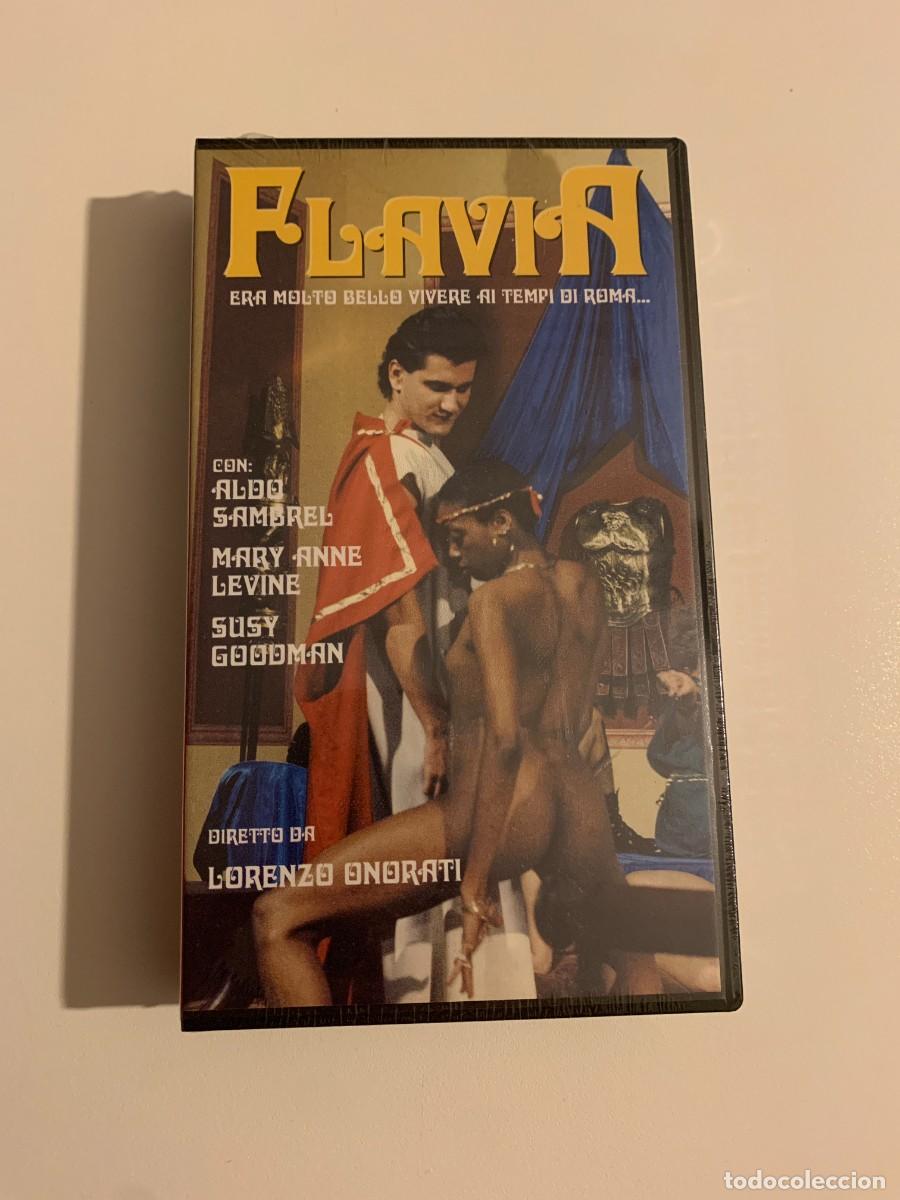 FLAVIA
ERA MOLTO BELLO VIVERE AI TEMPI DI ROMA...
CON:
ALDO
SAMBREL
MARY ANNE
LEVINE
SUSY
GOODMAN
DIRETTO DA
LORENZO ONORATI
todocoleccion